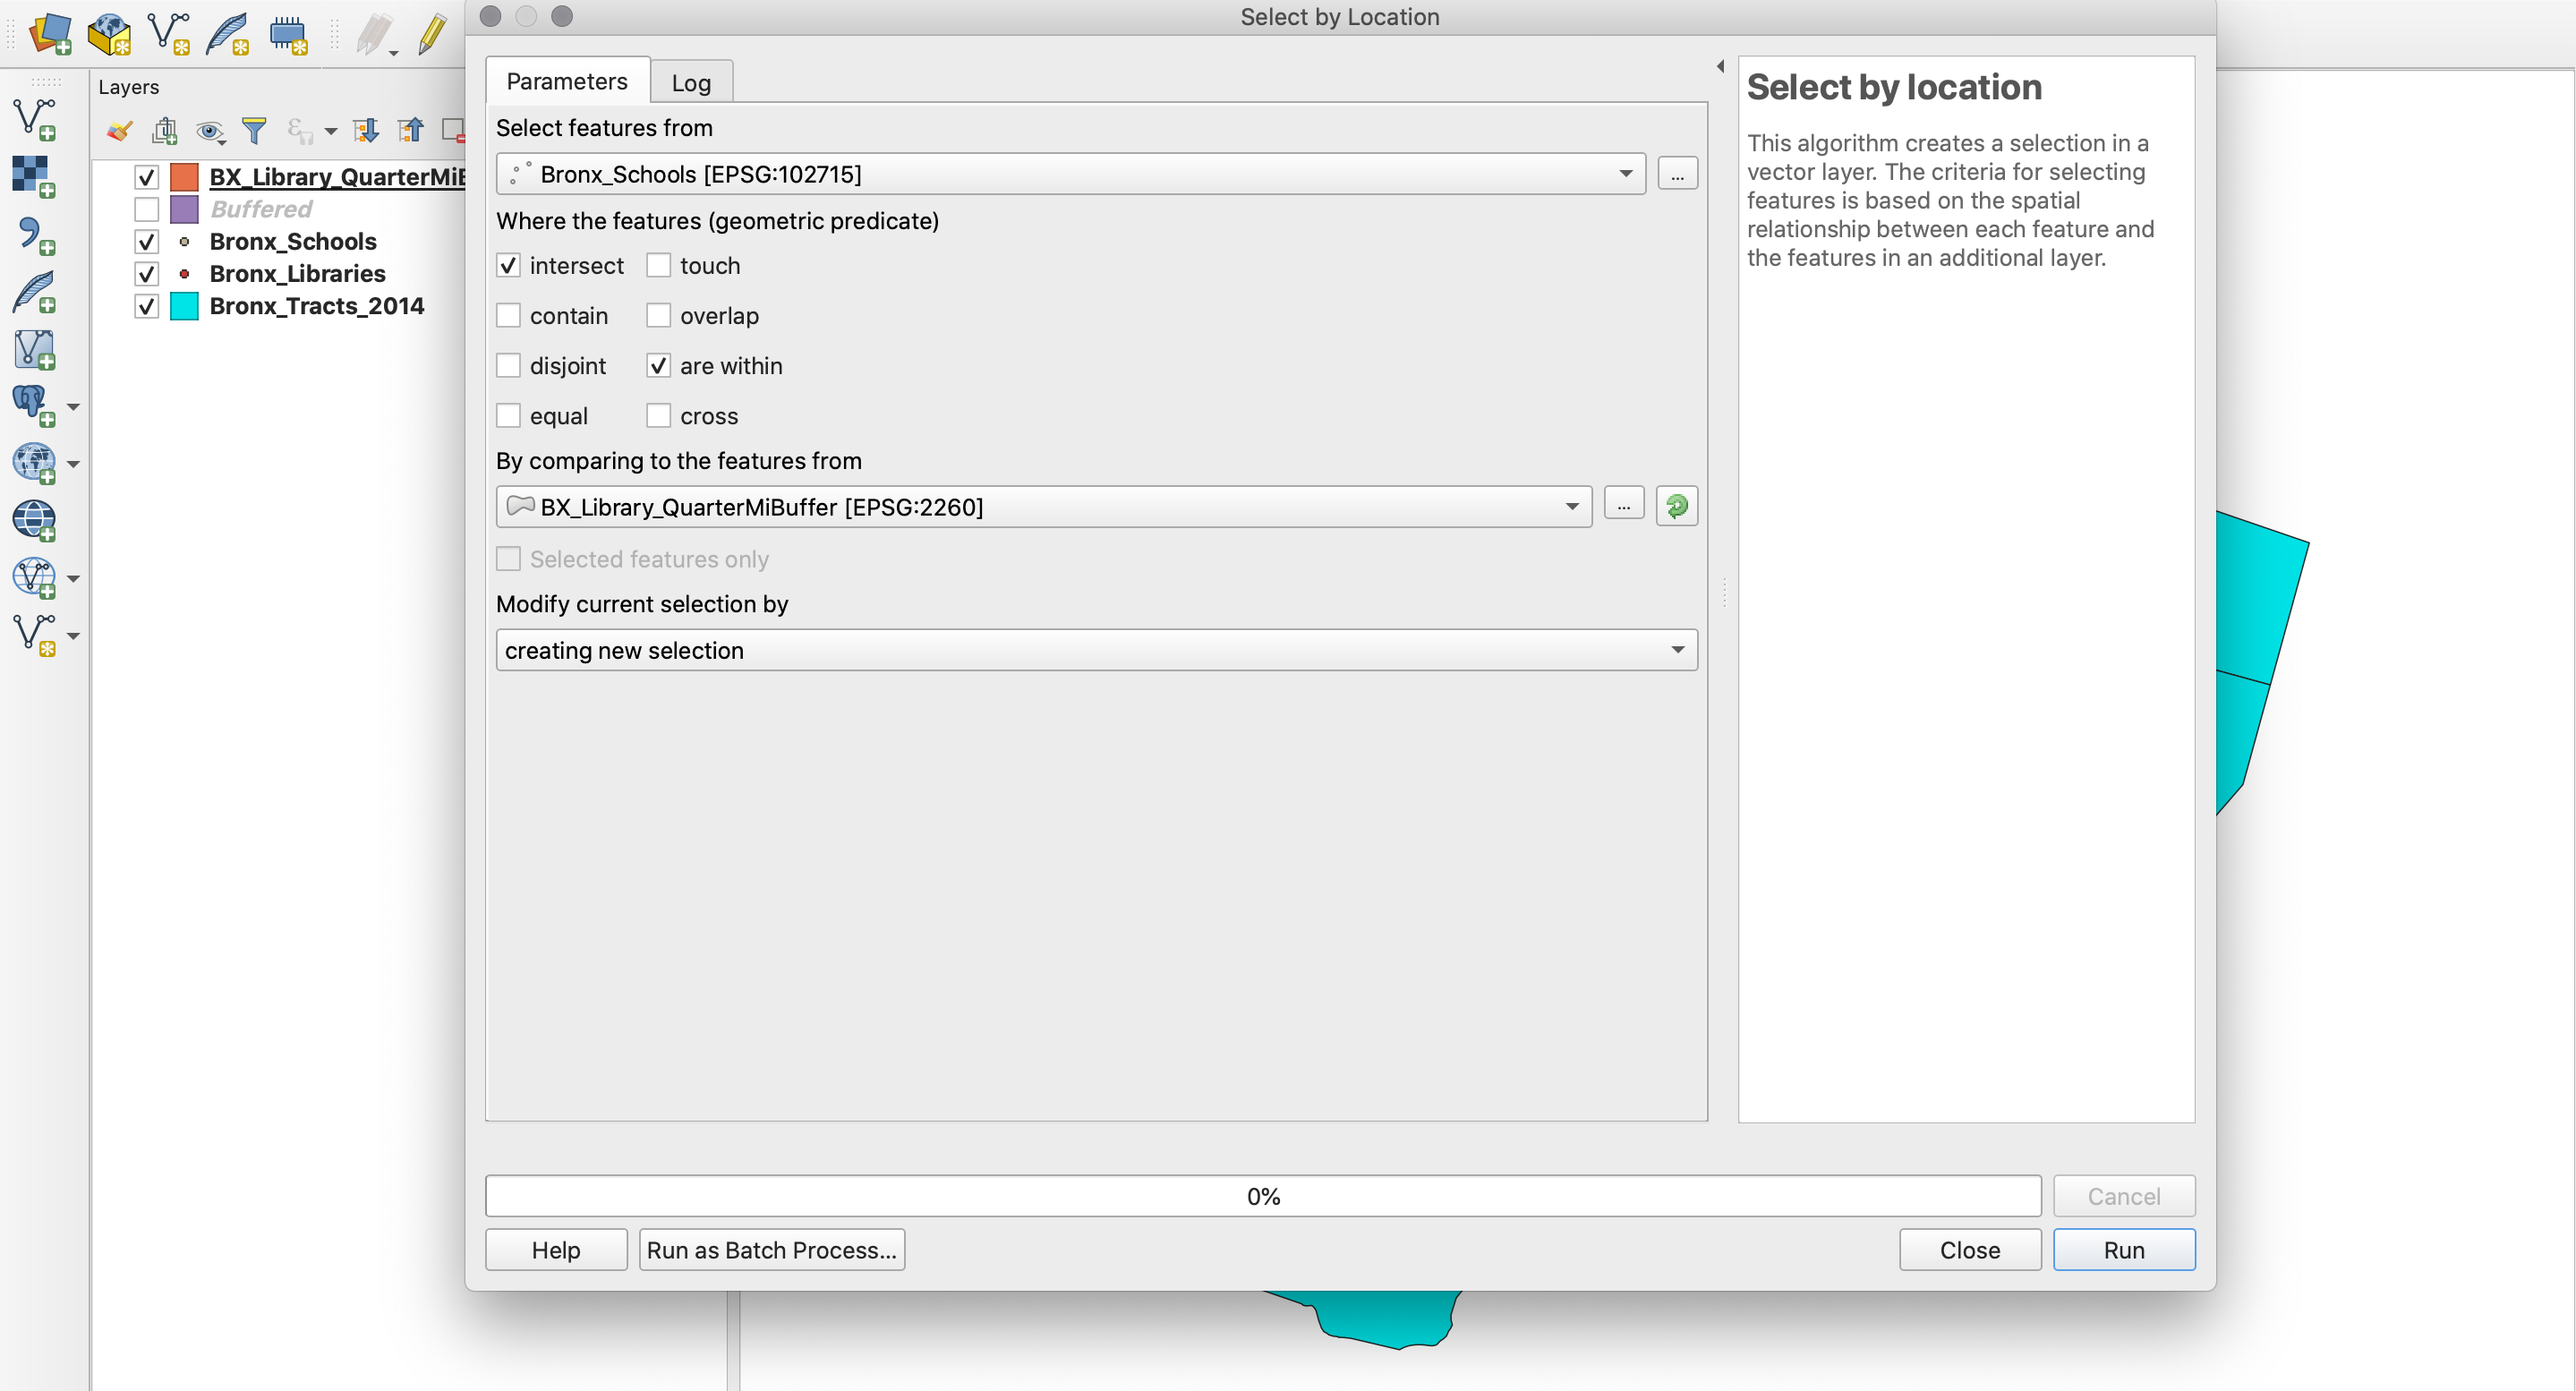 Select by Location
Layers
BX_Library_QuarterMiB
Buffered
Bronx_Schools
Bronx_Libraries
Bronx_Tracts_2014
Parameters
Log
Select features from
Bronx_Schools [EPSG:102715]
...
Where the features (geometric predicate)
intersect touch
contain overlap
disjoint are within
equal cross
By comparing to the features from
BX_Library_QuarterMiBuffer [EPSG:2260]
...
Selected features only
Modify current selection by
creating new selection
Select by location
This algorithm creates a selection in a
vector layer. The criteria for selecting
features is based on the spatial
relationship between each feature and
the features in an additional layer.
0%
Cancel
Help
Run as Batch Process...
Close
Run